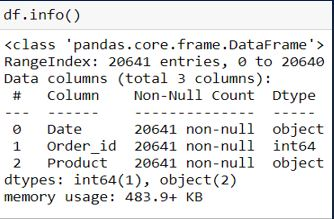 df.info()
<class 'pandas.core.frame.DataFrame'>
RangeIndex: 20641 entries, 0 to 20640
Data columns (total 3 columns):
 #   Column    Non-Null Count  Dtype
---  ------    --------------  -----
 0   Date      20641 non-null  object
 1   Order_id  20641 non-null  int64
 2   Product   20641 non-null  object
dtypes: int64(1), object(2)
memory usage: 483.9+ KB